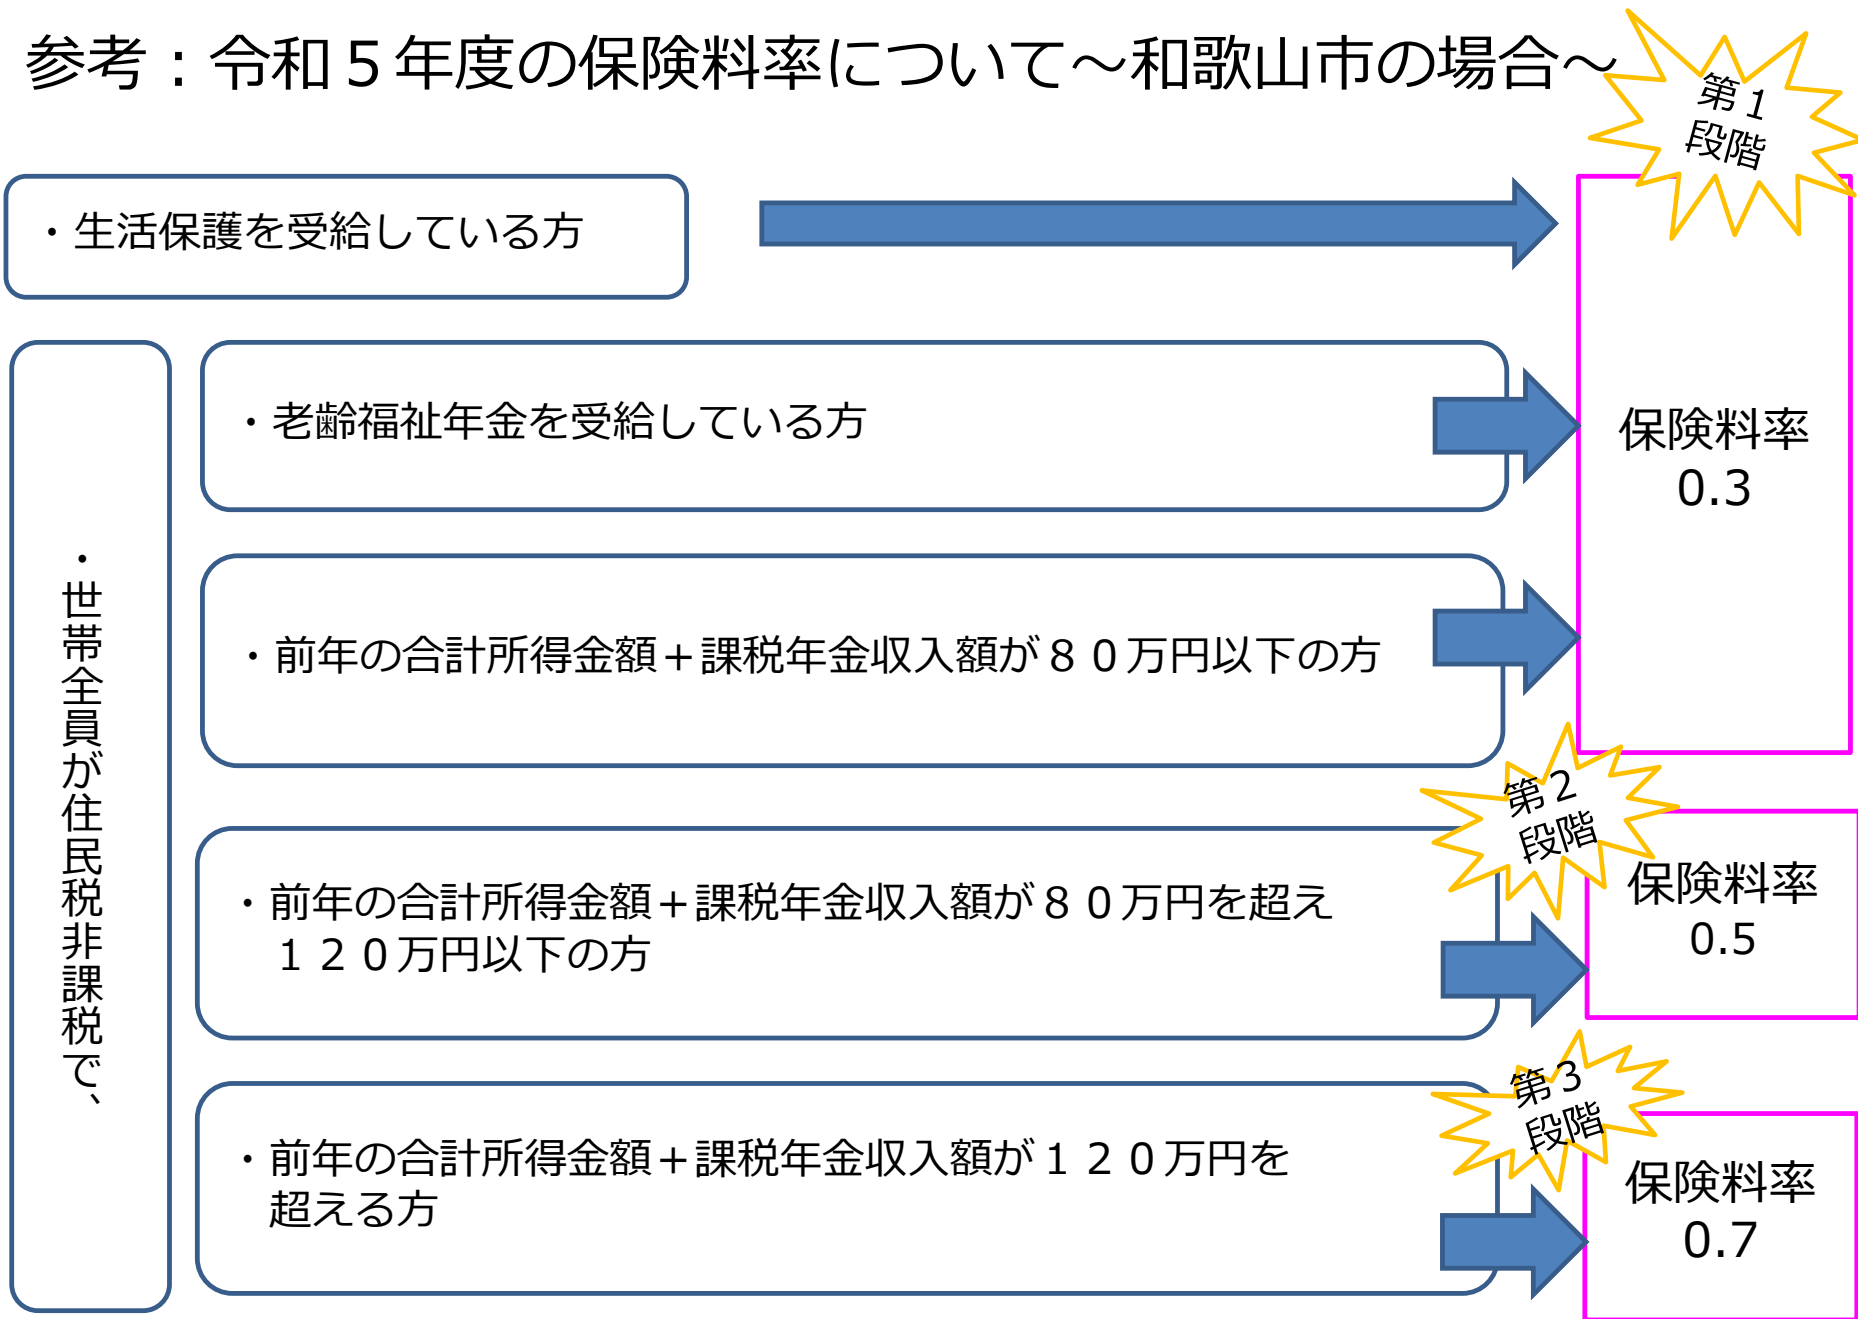 参考：令和５年度の保険料率について～和歌山市の場合～
第１
段階
・生活保護を受給している方
・世帯全員が住民税非課税で、
・老齢福祉年金を受給している方
保険料率
0.3
・前年の合計所得金額＋課税年金収入額が８０万円以下の方
第２
段階
・前年の合計所得金額＋課税年金収入額が８０万円を超え
１２０万円以下の方
保険料率
0.5
第３
段階
・前年の合計所得金額＋課税年金収入額が１２０万円を
超える方
保険料率
0.7